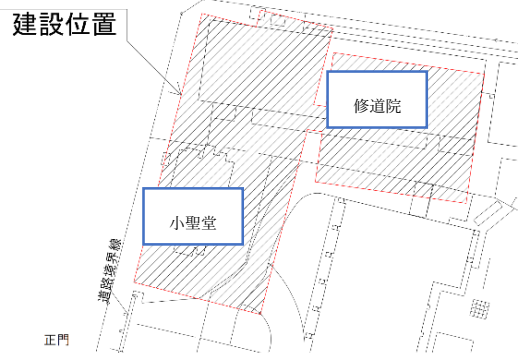 建設位置
修道院
小聖堂
道路境界線
正門